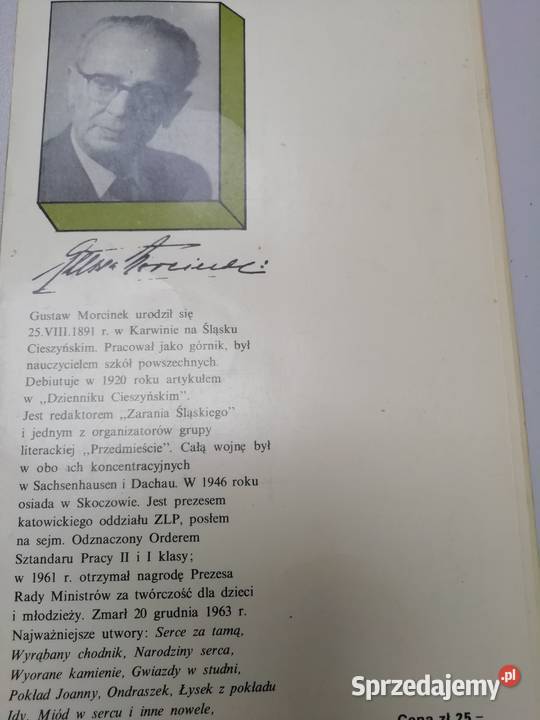 Gustaw Morcinek urodził się
25.VIII.1891 r. w Karwinie na Śląsku
Cieszyńskim. Pracował jako górnik, był
nauczycielem szkół powszechnych.
Debiutuje w 1920 roku artykułem
w „Dzienniku Cieszyńskim”.
Jest redaktorem „Zarania Śląskiego”
i jednym z organizatorów grupy
literackiej „Przedmieście”. Całą wojnę był
w obo ach koncentracyjnych
w Sachsenhausen i Dachau. W 1946 roku
osiada w Skoczowie. Jest prezesem
katowickiego oddziału ZLP, posłem
na sejm. Odznaczony Orderem
Sztandaru Pracy II i I klasy;
w 1961 r. otrzymał nagrodę Prezesa
Rady Ministrów za twórczość dla dzieci
i młodzieży. Zmarł 20 grudnia 1963 r.
Najważniejsze utwory: Serce za tamą,
Wyrąbany chodnik, Narodziny serca,
Wyorane kamienie, Gwiazdy w studni,
Pokład Joanny, Ondraszek, Łysek z pokładu
Idy, Miód w sercu i inne nowele,
Cena zł 25.–
Sprzedajemy.pl